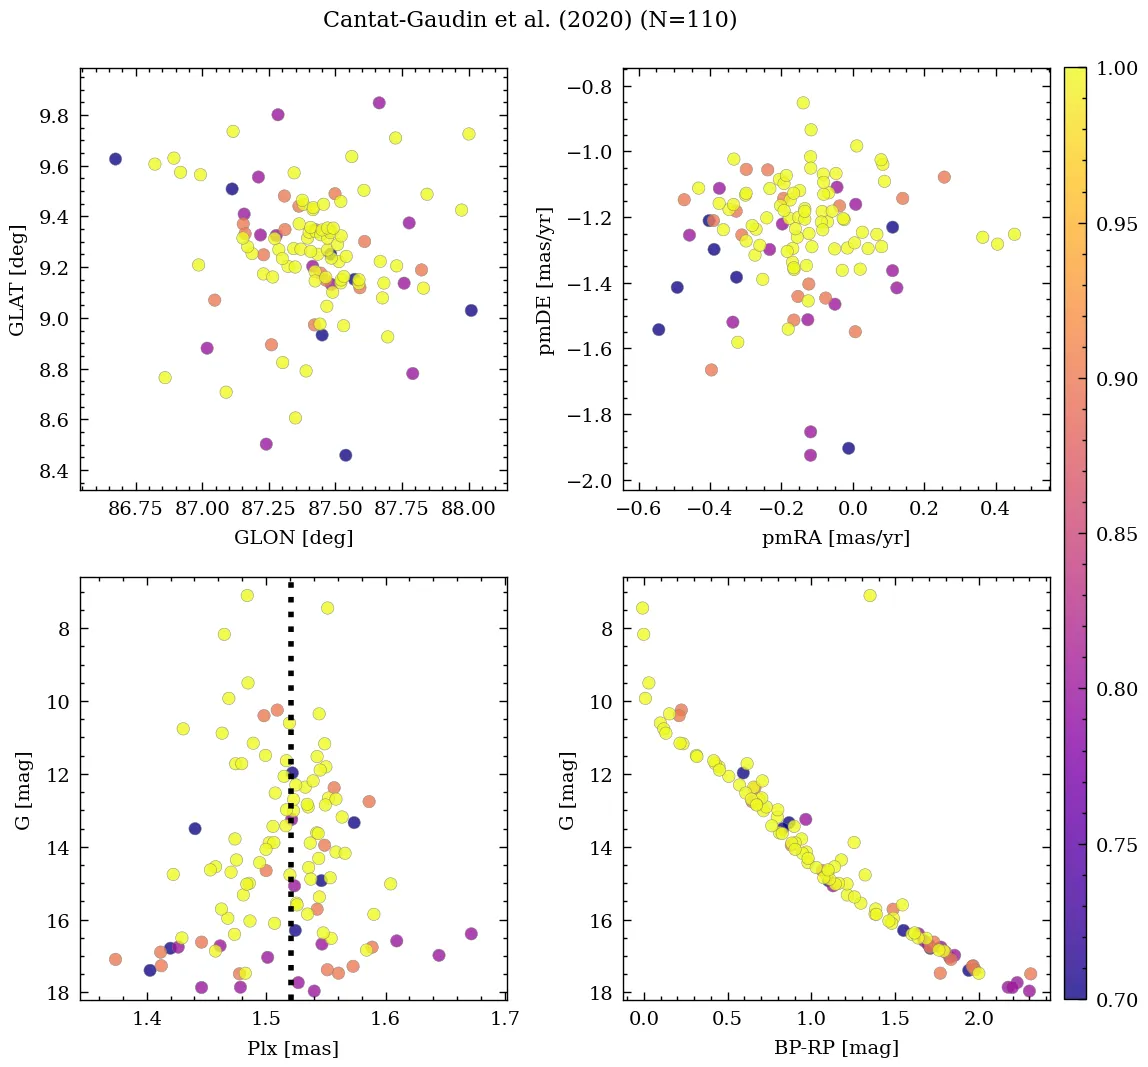 Cantat-Gaudin et al. (2020) (N=110)
9.8
9.6
9.4
9.2
9.0
8.8
8.6
8.4
GLAT [deg]
86.75 87.00 87.25 87.50 87.75 88.00
GLON [deg]
−0.8
−1.0
−1.2
−1.4
−1.6
−1.8
−2.0
pmDE [mas/yr]
−0.6 −0.4 −0.2 0.0 0.2 0.4
pmRA [mas/yr]
8
10
12
14
16
18
G [mag]
1.4 1.5 1.6 1.7
Plx [mas]
8
10
12
14
16
18
G [mag]
0.0 0.5 1.0 1.5 2.0
BP-RP [mag]
1.00
0.95
0.90
0.85
0.80
0.75
0.70